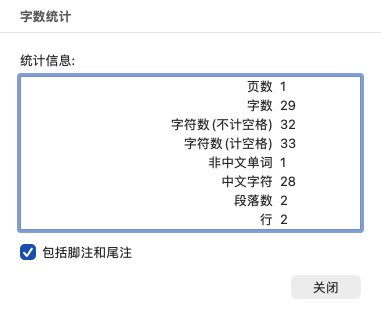 字数统计
统计信息:
页数 1
字数 29
字符数(不计空格) 32
字符数(计空格) 33
非中文单词 1
中文字符 28
段落数 2
行 2
包括脚注和尾注
关闭